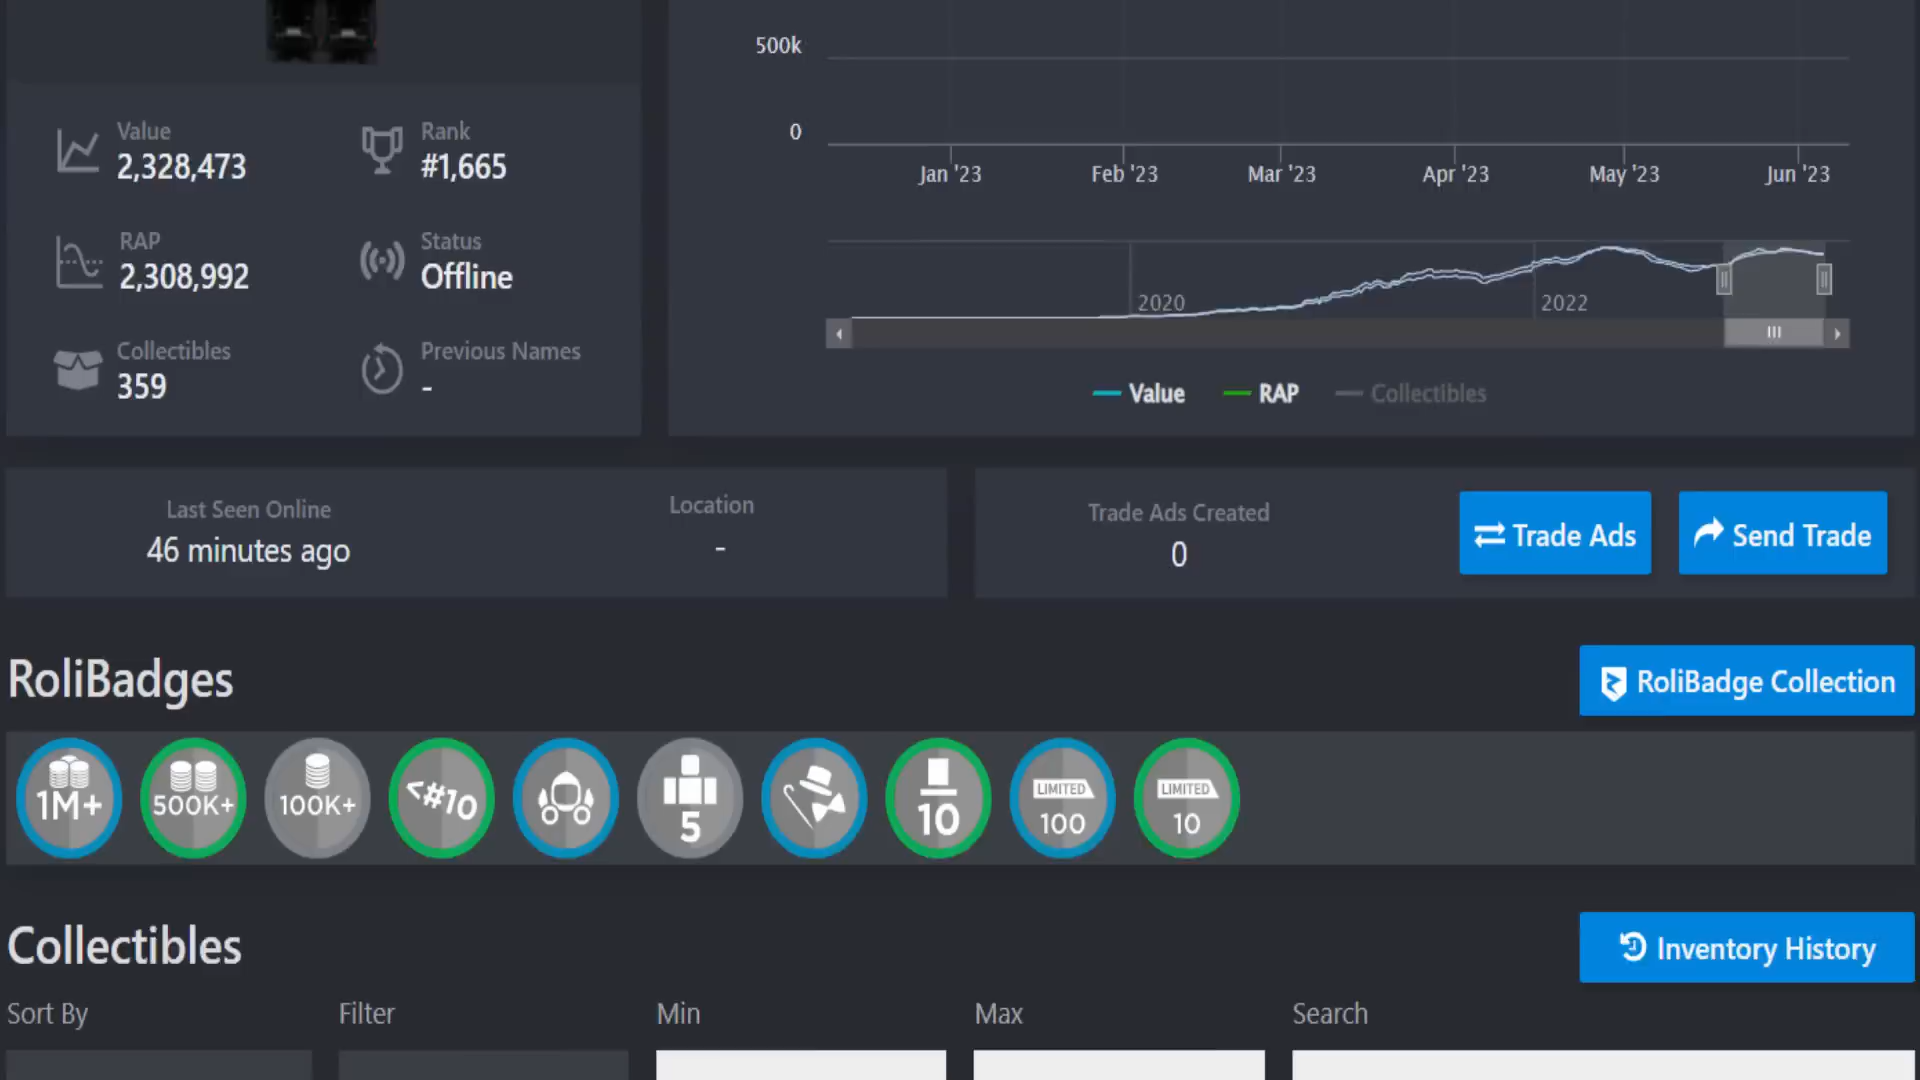 Value
2,328,473
Rank
#1,665
RAP
2,308,992
Status
Offline
Collectibles
359
Previous Names
-
500k
0
Jan '23
Feb '23
Mar '23
Apr '23
May '23
Jun '23
2020
2022
Value
RAP
Collectibles
Last Seen Online
46 minutes ago
Location
-
Trade Ads Created
0
Trade Ads
Send Trade
RoliBadges
RoliBadge Collection
1M+
500K+
100K+
<#10
5
10
LIMITED
100
LIMITED
10
Collectibles
Inventory History
Sort By
Filter
Min
Max
Search